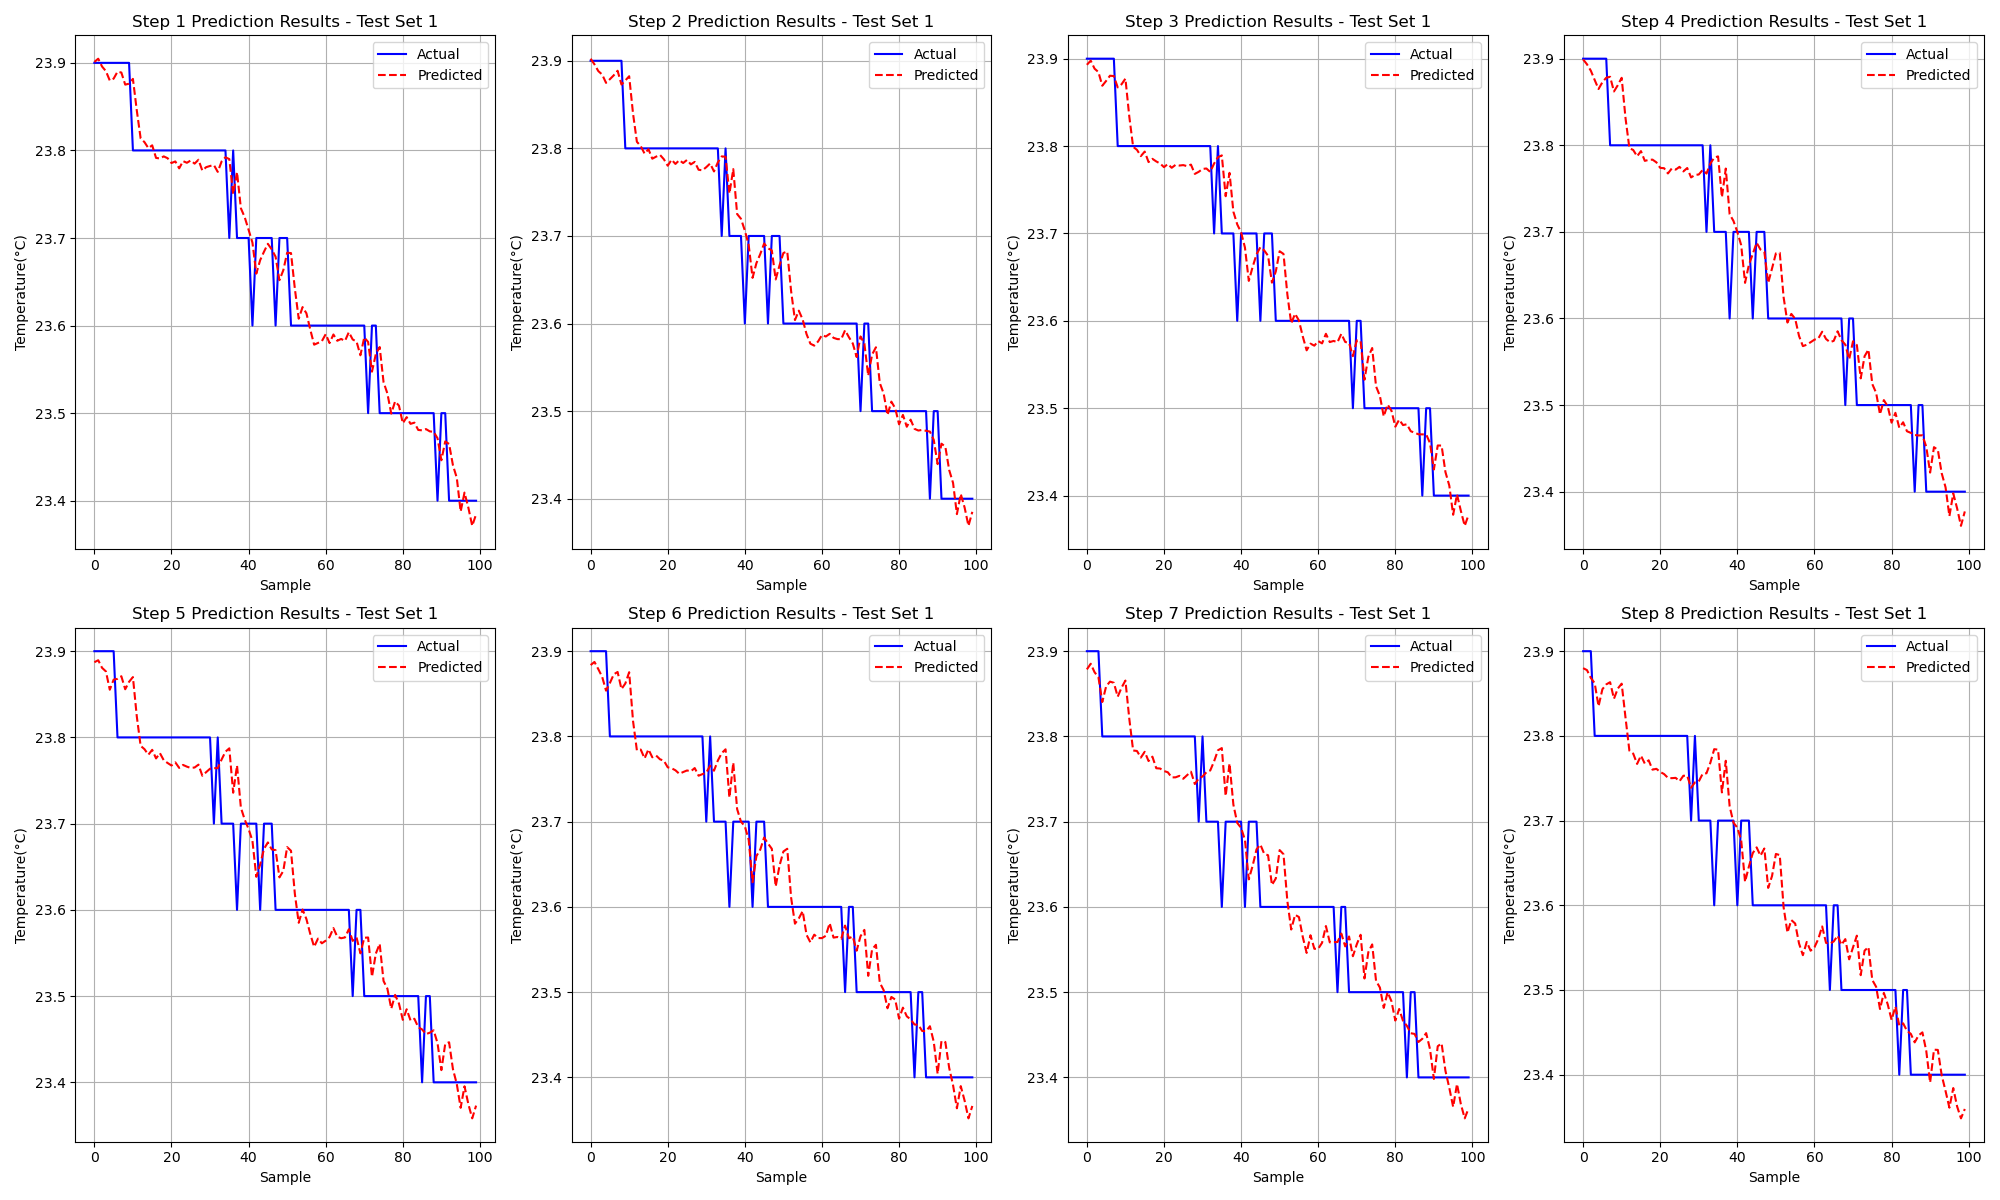 Step 1 Prediction Results - Test Set 1
Actual
Predicted
23.9
23.8
23.7
23.6
23.5
23.4
Temperature(°C)
0 20 40 60 80 100
Sample
Step 2 Prediction Results - Test Set 1
Actual
Predicted
23.9
23.8
23.7
23.6
23.5
23.4
Temperature(°C)
0 20 40 60 80 100
Sample
Step 3 Prediction Results - Test Set 1
Actual
Predicted
23.9
23.8
23.7
23.6
23.5
23.4
Temperature(°C)
0 20 40 60 80 100
Sample
Step 4 Prediction Results - Test Set 1
Actual
Predicted
23.9
23.8
23.7
23.6
23.5
23.4
Temperature(°C)
0 20 40 60 80 100
Sample
Step 5 Prediction Results - Test Set 1
Actual
Predicted
23.9
23.8
23.7
23.6
23.5
23.4
Temperature(°C)
0 20 40 60 80 100
Sample
Step 6 Prediction Results - Test Set 1
Actual
Predicted
23.9
23.8
23.7
23.6
23.5
23.4
Temperature(°C)
0 20 40 60 80 100
Sample
Step 7 Prediction Results - Test Set 1
Actual
Predicted
23.9
23.8
23.7
23.6
23.5
23.4
Temperature(°C)
0 20 40 60 80 100
Sample
Step 8 Prediction Results - Test Set 1
Actual
Predicted
23.9
23.8
23.7
23.6
23.5
23.4
Temperature(°C)
0 20 40 60 80 100
Sample